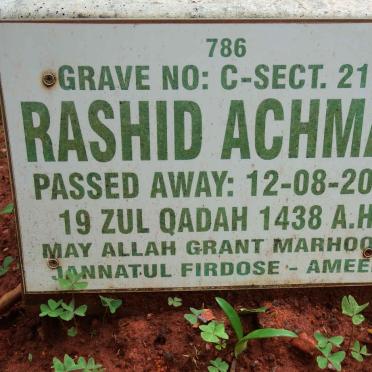 786
GRAVE NO: C-SECT. 21
RASHID ACHMA
PASSED AWAY: 12-08-20
19 ZUL QADAH 1438 A.H
MAY ALLAH GRANT MARHOO
JANNATUL FIRDOSE - AMEE